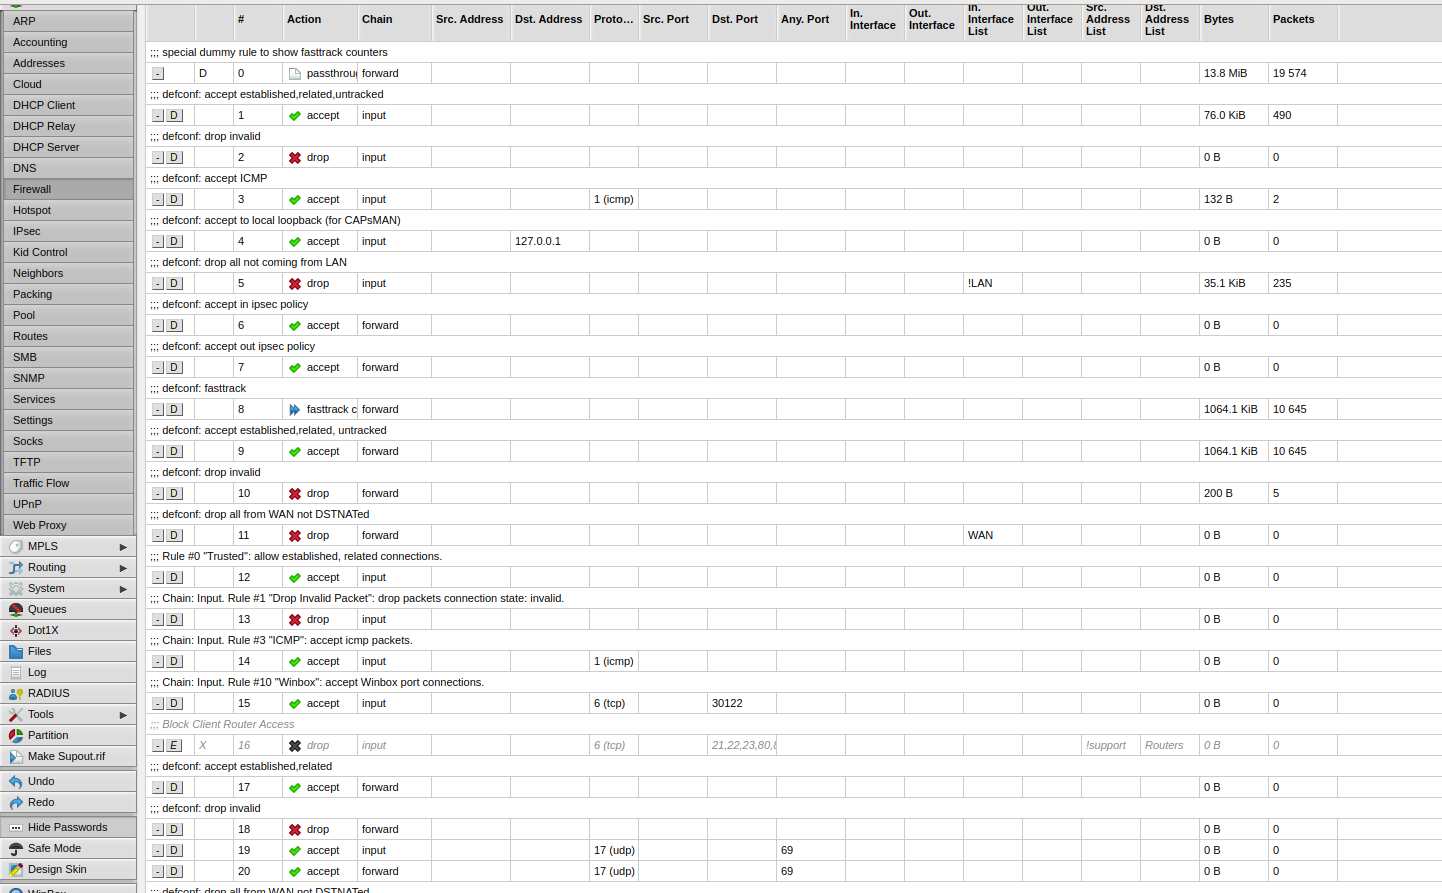 # Action Chain Src. Address Dst. Address Proto... Src. Port Dst. Port Any. Port In. Interface Out. Interface In. Interface List Out. Interface List Src. Address List Dst. Address List Bytes Packets
ARP
Accounting
Addresses
Cloud
DHCP Client
DHCP Relay
DHCP Server
DNS
Firewall
Hotspot
IPsec
Kid Control
Neighbors
Packing
Pool
Routes
SMB
SNMP
Services
Settings
Socks
TFTP
Traffic Flow
UPnP
Web Proxy
MPLS
Routing
System
Queues
Dot1X
Files
Log
RADIUS
Tools
Partition
Make Supout.rif
Undo
Redo
Hide Passwords
Safe Mode
Design Skin
WinBox
;;; special dummy rule to show fasttrack counters
- D 0 passthrou forward 13.8 MiB 19 574
;;; defconf: accept established,related,untracked
- D 1 accept input 76.0 KiB 490
;;; defconf: drop invalid
- D 2 drop input 0 B 0
;;; defconf: accept ICMP
- D 3 accept input 1 (icmp) 132 B 2
;;; defconf: accept to local loopback (for CAPsMAN)
- D 4 accept input 127.0.0.1 0 B 0
;;; defconf: drop all not coming from LAN
- D 5 drop input !LAN 35.1 KiB 235
;;; defconf: accept in ipsec policy
- D 6 accept forward 0 B 0
;;; defconf: accept out ipsec policy
- D 7 accept forward 0 B 0
;;; defconf: fasttrack
- D 8 fasttrack c forward 1064.1 KiB 10 645
;;; defconf: accept established,related, untracked
- D 9 accept forward 1064.1 KiB 10 645
;;; defconf: drop invalid
- D 10 drop forward 200 B 5
;;; defconf: drop all from WAN not DSTNATed
- D 11 drop forward WAN 0 B 0
;;; Rule #0 "Trusted": allow established, related connections.
- D 12 accept input 0 B 0
;;; Chain: Input. Rule #1 "Drop Invalid Packet": drop packets connection state: invalid.
- D 13 drop input 0 B 0
;;; Chain: Input. Rule #3 "ICMP": accept icmp packets.
- D 14 accept input 1 (icmp) 0 B 0
;;; Chain: Input. Rule #10 "Winbox": accept Winbox port connections.
- D 15 accept input 6 (tcp) 30122 0 B 0
;;; Block Client Router Access
- E X 16 drop input 6 (tcp) 21,22,23,80,8 !support Routers 0 B 0
;;; defconf: accept established,related
- D 17 accept forward 0 B 0
;;; defconf: drop invalid
- D 18 drop forward 0 B 0
- D 19 accept input 17 (udp) 69 0 B 0
- D 20 accept forward 17 (udp) 69 0 B 0
;;; defconf: drop all from WAN not DSTNATed